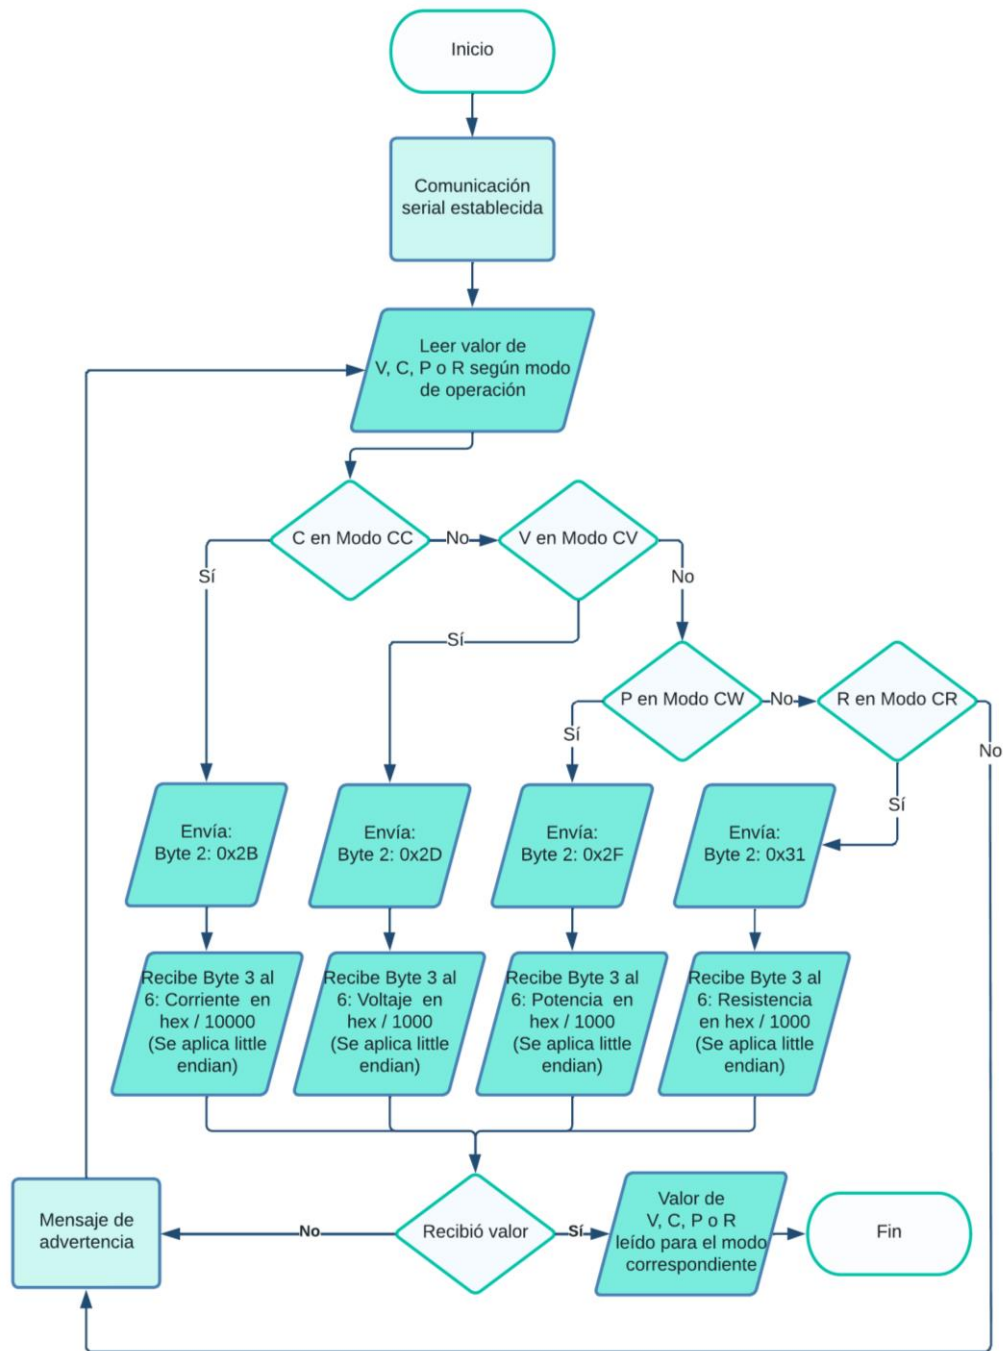 Inicio
Comunicación
serial establecida
Leer valor de
V, C, P o R según modo
de operación
C en Modo CC
No
V en Modo CV
Sí
No
Sí
P en Modo CW
No
R en Modo CR
Sí
No
Sí
Envía:
Byte 2: 0x2B
Envía:
Byte 2: 0x2D
Envía:
Byte 2: 0x2F
Envía:
Byte 2: 0x31
Recibe Byte 3 al
6: Corriente en
hex / 10000
(Se aplica little
endian)
Recibe Byte 3 al
6: Voltaje en
hex / 1000
(Se aplica little
endian)
Recibe Byte 3 al
6: Potencia en
hex / 1000
(Se aplica little
endian)
Recibe Byte 3 al
6: Resistencia
en hex / 1000
(Se aplica little
endian)
Mensaje de
advertencia
No
Recibió valor
Sí
Valor de
V, C, P o R
leído para el modo
correspondiente
Fin